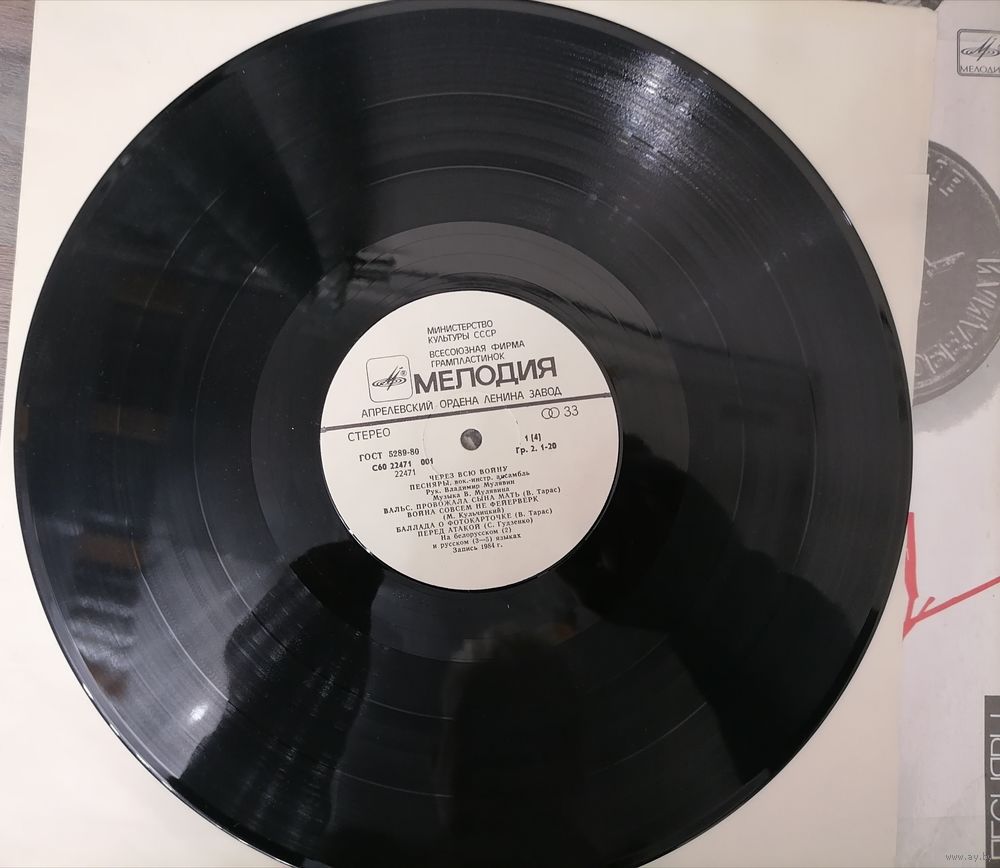 МИНИСТЕРСТВО
КУЛЬТУРЫ СССР
ВСЕСОЮЗНАЯ ФИРМА
ГРАМПЛАСТИНОК
МЕЛОДИЯ
АПРЕЛЕВСКИЙ ОРДЕНА ЛЕНИНА ЗАВОД
СТЕРЕО
33
ГОСТ 5289-80
1 [4]
С60 22471 001
Гр. 2. 1-20
22471
ЧЕРЕЗ ВСЮ ВОЙНУ
ПЕСНЯРЫ, вок.-инстр. ансамбль
Рук. Владимир Мулявин
Музыка В. Мулявина
ВАЛЬС, ПРОВОЖАЛА СЫНА МАТЬ (В. Тарас)
ВОЙНА СОВСЕМ НЕ ФЕЙЕРВЕРК
(М. Кульчицкий)
БАЛЛАДА О ФОТОКАРТОЧКЕ (В. Тарас)
ПЕРЕД АТАКОЙ (С. Гудзенко)
На белорусском (2)
и русском (3—5) языках
Запись 1984 г.